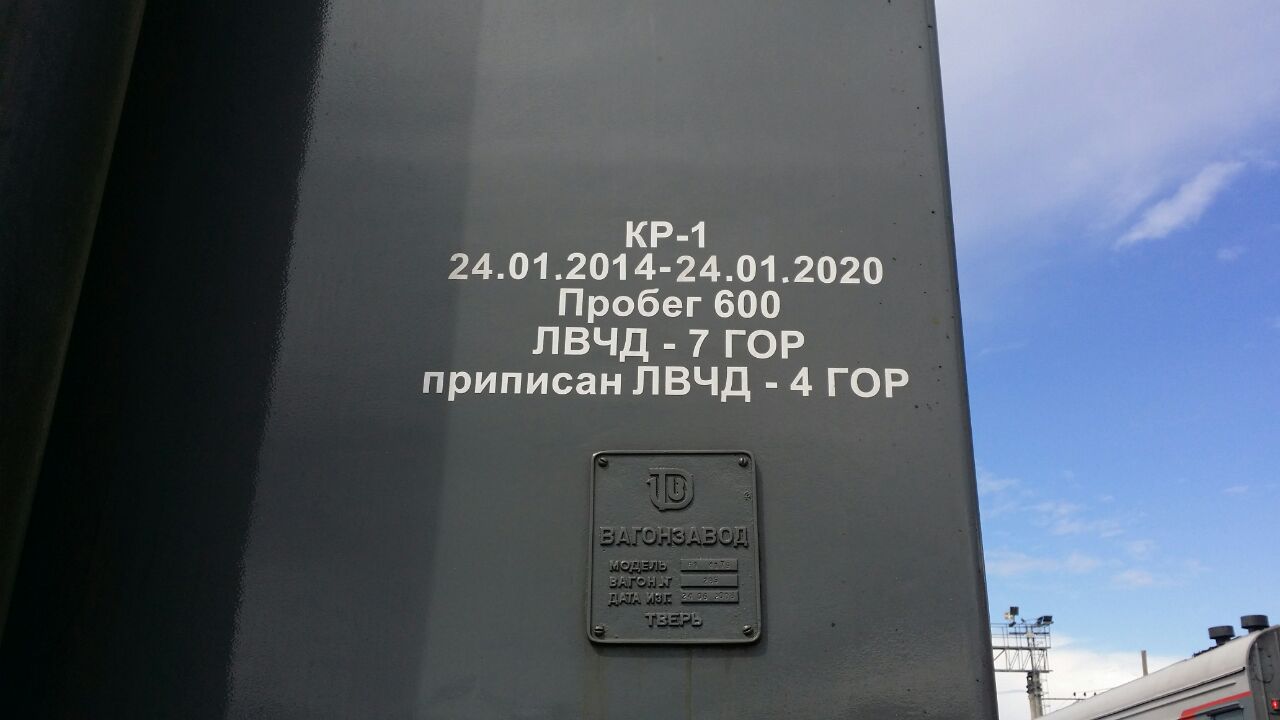 КР-1
24.01.2014-24.01.2020
Пробег 600
ЛВЧД - 7 ГОР
приписан ЛВЧД - 4 ГОР
ВАГОНЗАВОД
МОДЕЛЬ
ВАГОН №
ДАТА ИЗГ.
ТВЕРЬ